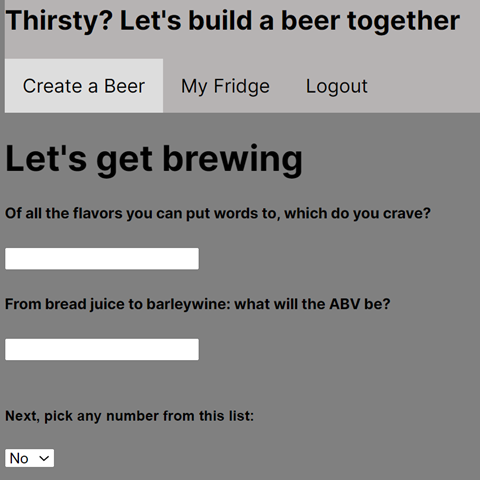 Thirsty? Let's build a beer together
Create a Beer My Fridge Logout
Let's get brewing
Of all the flavors you can put words to, which do you crave?
From bread juice to barleywine: what will the ABV be?
Next, pick any number from this list:
No